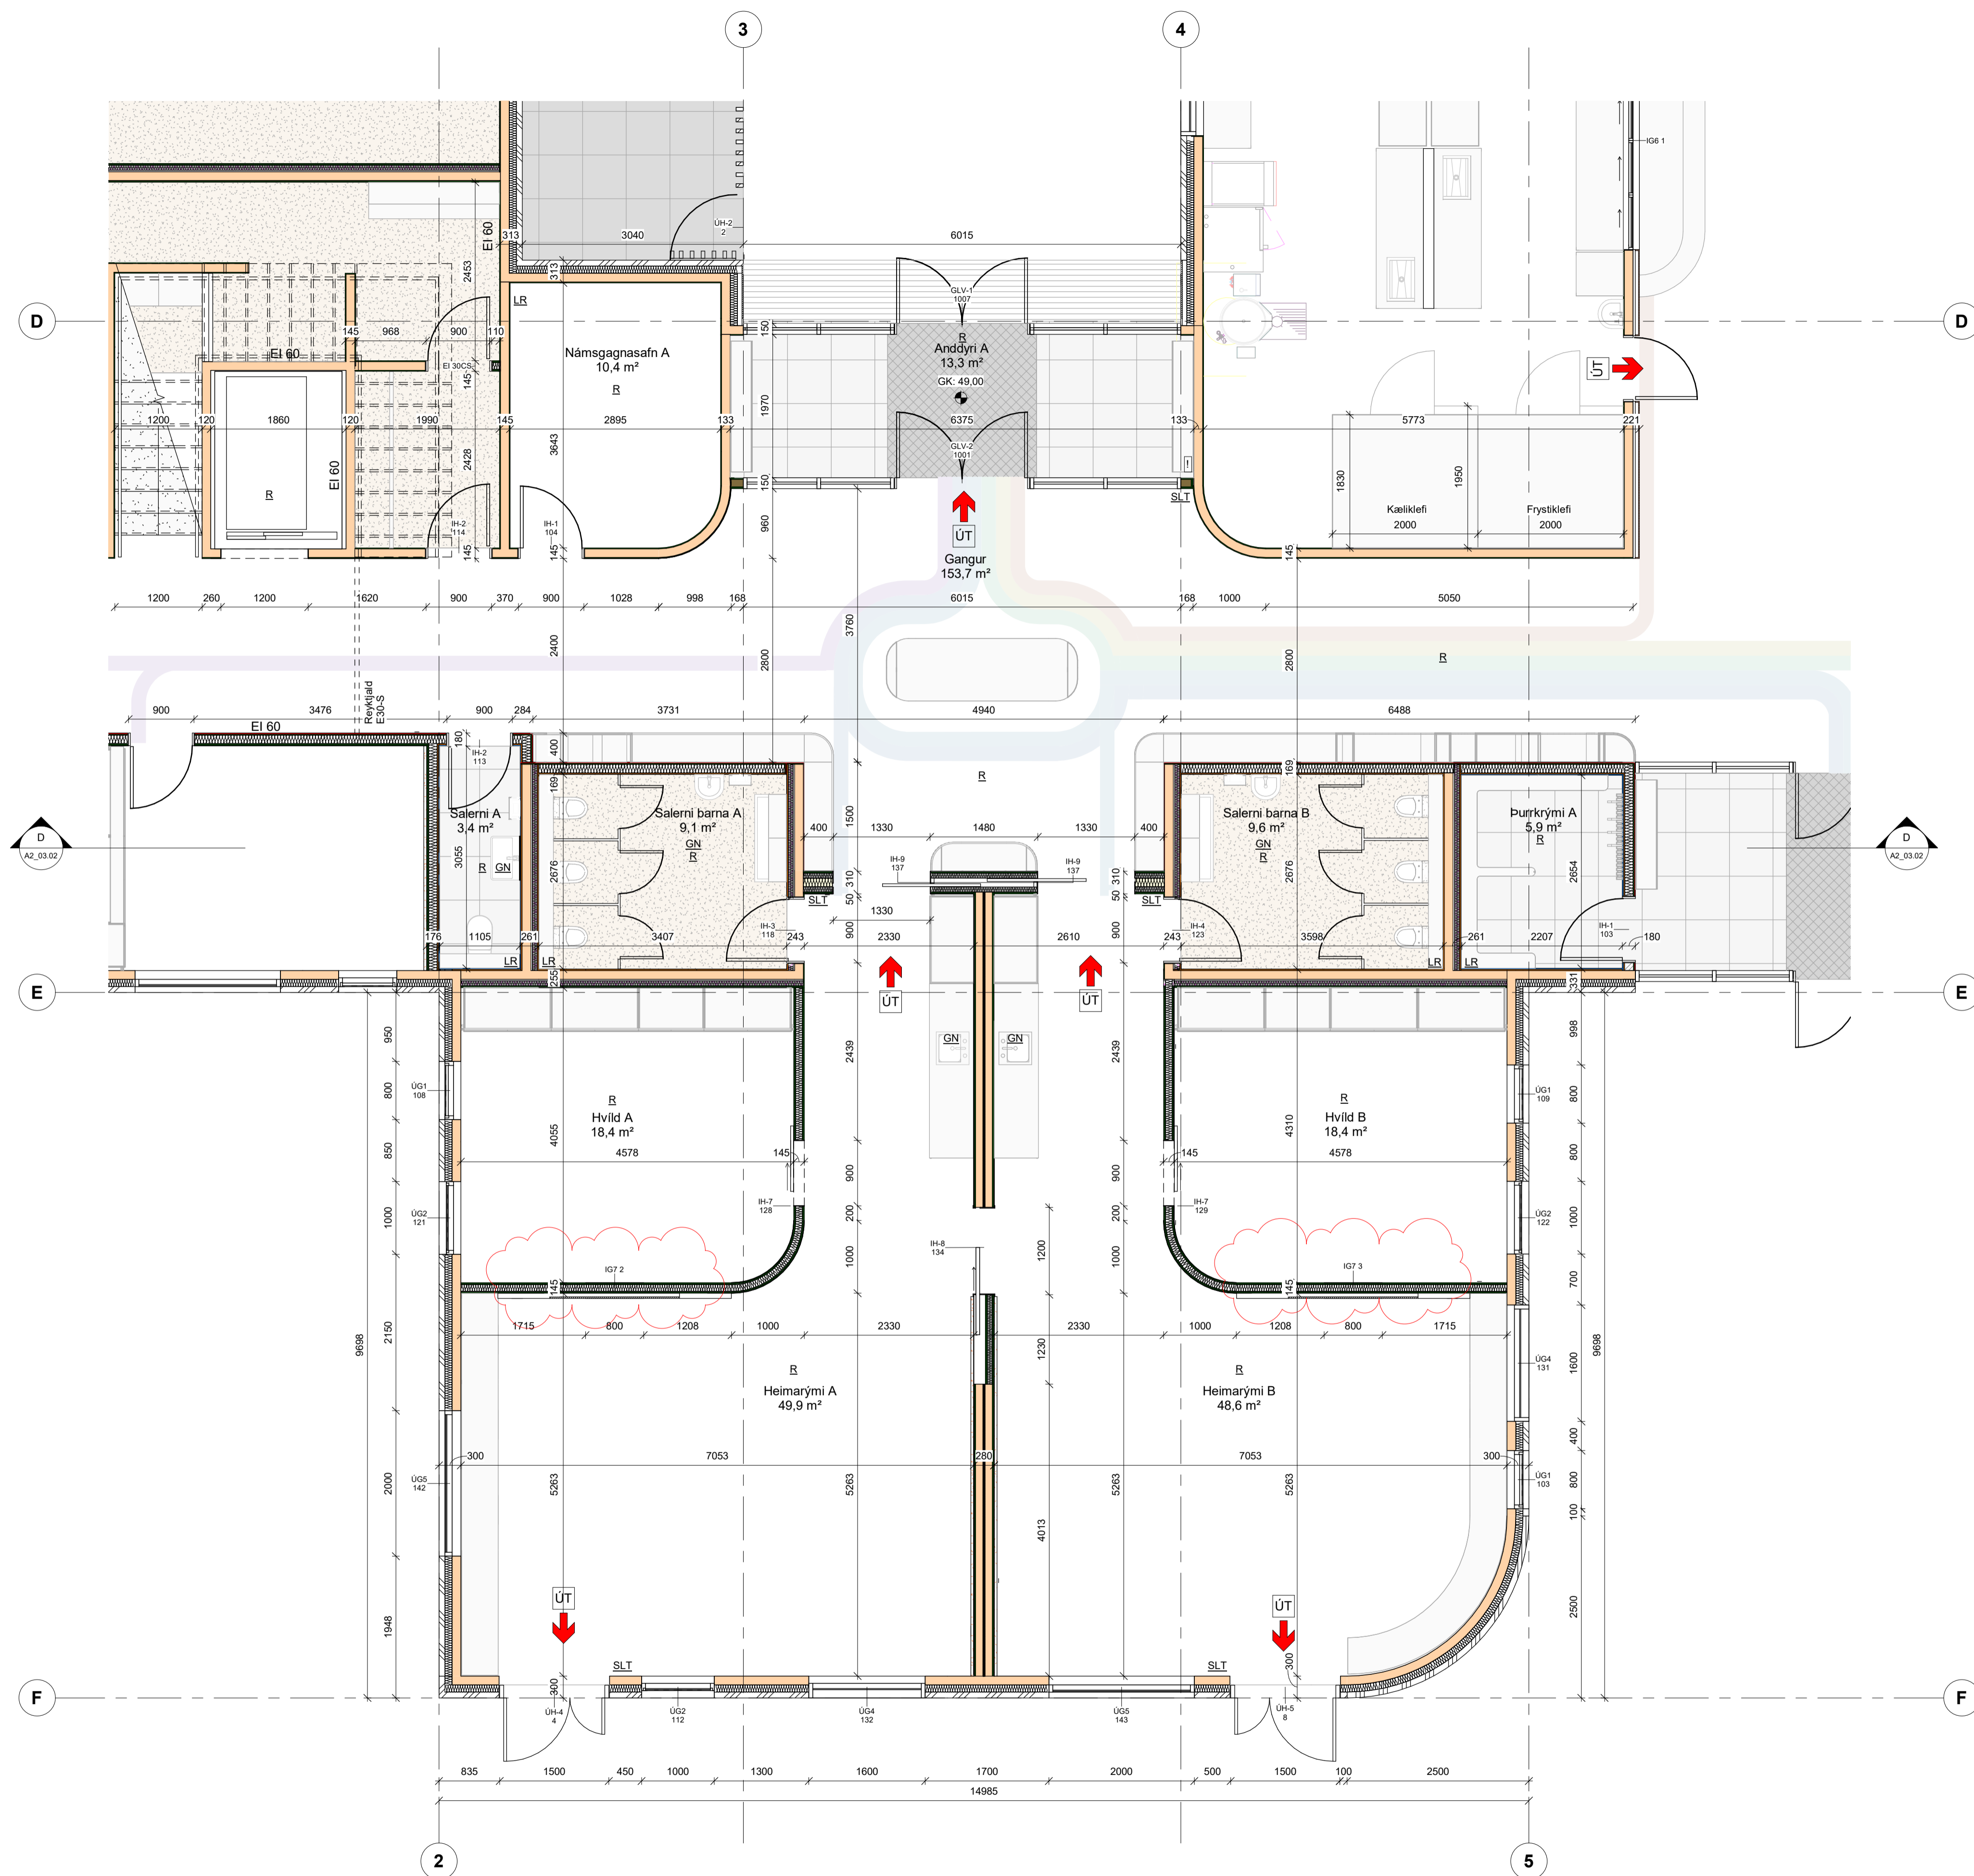 3
4
IG6 1
EI 60
313
3040
6015
ÚH-2
2
2453
313
LR
GLV-1
1007
D
D
145
968
900
110
150
EI 60
Námsgagnasafn A
10,4 m²
R
R
Anddyri A
13,3 m²
GK: 49,00
ÚT
EI 30CS
145
1970
1200
120
1860
120
1990
145
2895
133
6375
133
5773
221
3643
GLV-2
1001
2428
EI 60
R
150
!
SLT
1830
1950
Kæliklefi
2000
Frystiklefi
2000
960
IH-2
114
IH-1
104
ÚT
145
145
145
Gangur
153,7 m²
1200
260
1200
1620
900
370
900
1028
998
168
6015
168
1000
5050
3760
2400
2800
2800
R
Reyktjald
E30-S
900
3476
900
284
3731
4940
6488
EI 60
180
IH-2
113
400
169
169
R
Salerni A
3,4 m²
Salerni barna A
9,1 m²
GN
R
Salerni barna B
9,6 m²
GN
R
Þurrkrými A
5,9 m²
R
D
A2_03.02
D
A2_03.02
1500
400
1330
1480
1330
400
3055
R
GN
2676
2676
2654
IH-9
137
IH-9
137
310
310
50
50
SLT
SLT
1330
900
900
IH-3
118
IH-4
123
IH-1
103
176
1105
261
3407
243
2330
2610
243
3598
261
2207
180
LR
LR
LR
LR
255
331
ÚT
ÚT
E
E
950
998
GN
GN
2439
2439
ÚG1
108
800
R
Hvíld A
18,4 m²
R
Hvíld B
18,4 m²
ÚG1
109
800
850
4055
4310
800
4578
145
145
4578
900
900
ÚG2
121
1000
IH-7
128
200
200
IH-7
129
ÚG2
122
1000
IH-8
134
1000
1200
1000
IG7 2
IG7 3
145
145
700
9698
2150
1715
800
1208
1000
2330
2330
1000
1208
800
1715
1230
9698
ÚG4
131
1600
R
Heimarými A
49,9 m²
R
Heimarými B
48,6 m²
400
300
7053
280
7053
300
ÚG5
142
2000
5263
5263
5263
5263
ÚG1
103
800
100
4013
1948
2500
ÚT
ÚT
SLT
SLT
300
300
F
F
ÚH-4
4
ÚG2
112
ÚG4
132
ÚG5
143
ÚH-5
8
835
1500
450
1000
1300
1600
1700
2000
500
1500
100
2500
14985
2
5